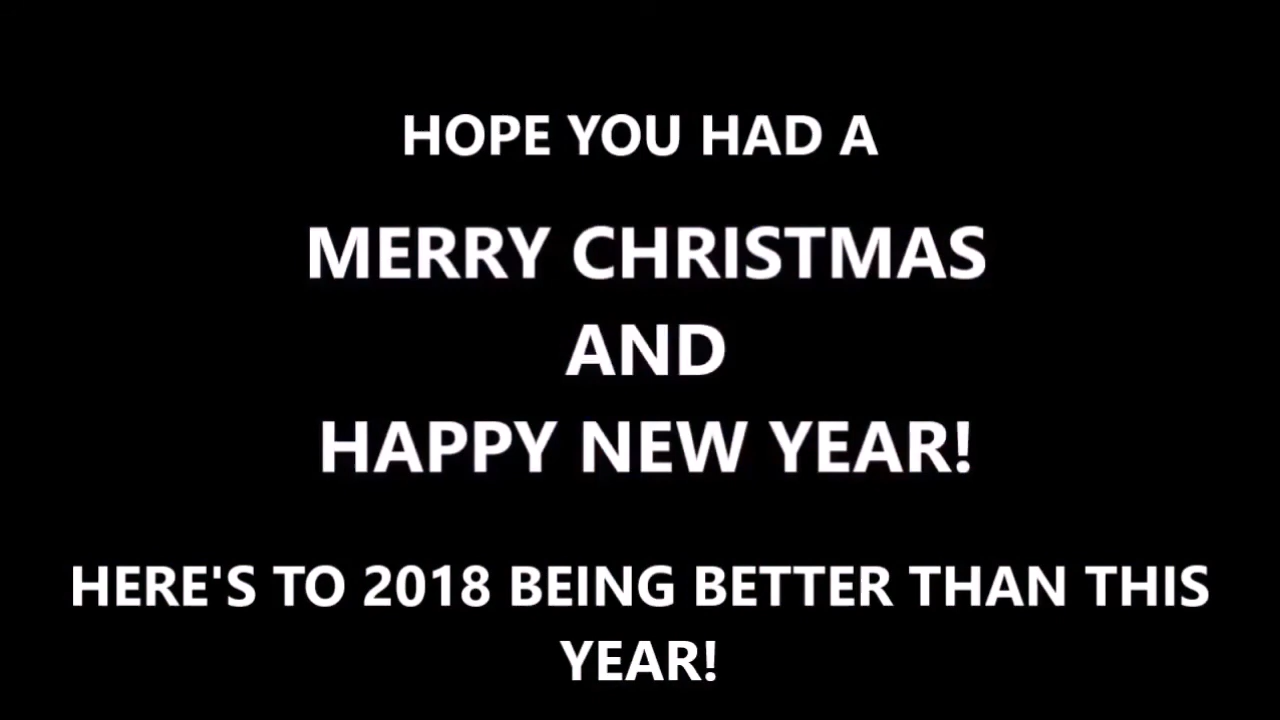 HOPE YOU HAD A
MERRY CHRISTMAS
AND
HAPPY NEW YEAR!
HERE'S TO 2018 BEING BETTER THAN THIS
YEAR!